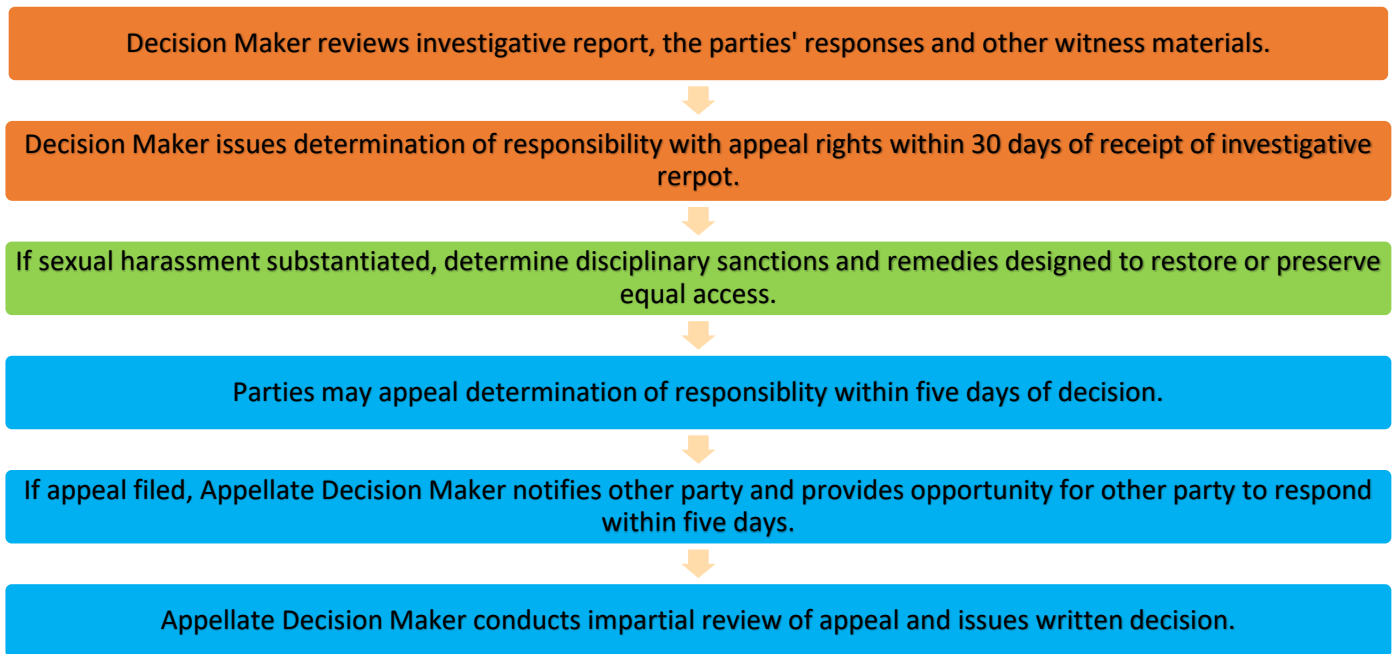 Decision Maker reviews investigative report, the parties' responses and other witness materials.
Decision Maker issues determination of responsibility with appeal rights within 30 days of receipt of investigative
rerpot.
If sexual harassment substantiated, determine disciplinary sanctions and remedies designed to restore or preserve
equal access.
Parties may appeal determination of responsiblity within five days of decision.
If appeal filed, Appellate Decision Maker notifies other party and provides opportunity for other party to respond
within five days.
Appellate Decision Maker conducts impartial review of appeal and issues written decision.